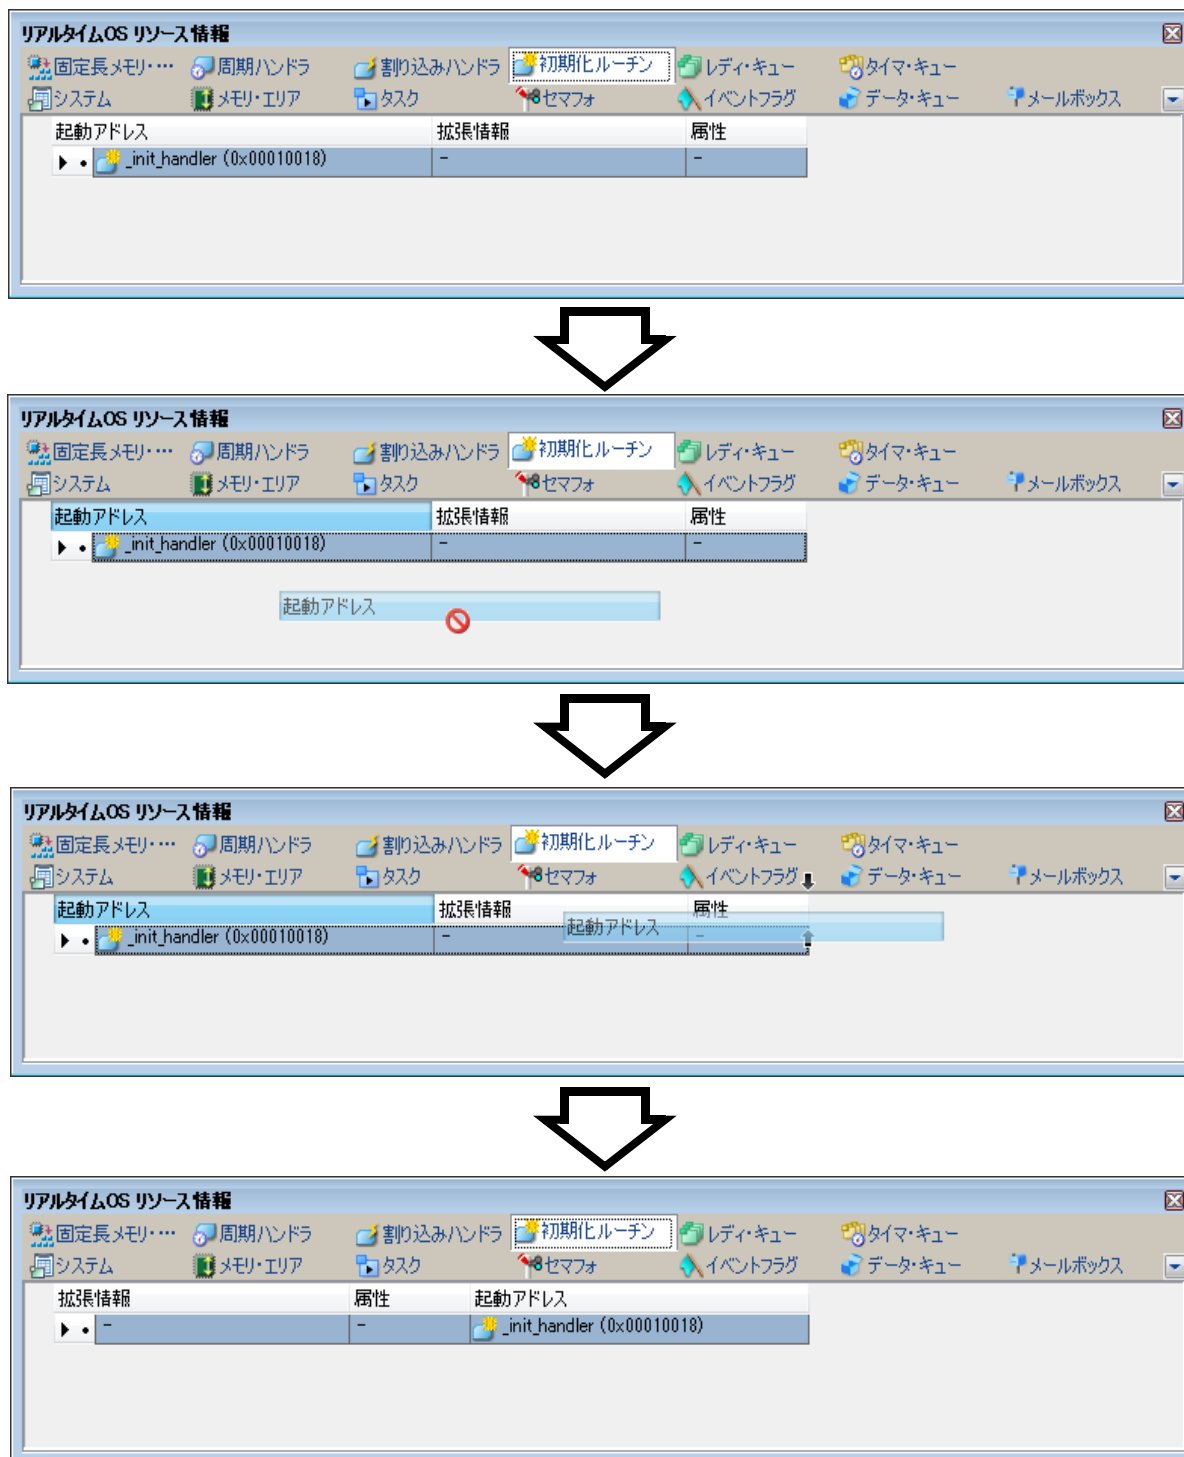 リアルタイムOS リソース情報
固定長メモリ・… 周期ハンドラ 割り込みハンドラ 初期化ルーチン レディ・キュー タイマ・キュー
システム メモリ・エリア タスク セマフォ イベントフラグ データ・キュー メールボックス
起動アドレス 拡張情報 属性
_init_handler (0x00010018) - -
リアルタイムOS リソース情報
固定長メモリ・… 周期ハンドラ 割り込みハンドラ 初期化ルーチン レディ・キュー タイマ・キュー
システム メモリ・エリア タスク セマフォ イベントフラグ データ・キュー メールボックス
起動アドレス 拡張情報 属性
_init_handler (0x00010018) - -
起動アドレス
リアルタイムOS リソース情報
固定長メモリ・… 周期ハンドラ 割り込みハンドラ 初期化ルーチン レディ・キュー タイマ・キュー
システム メモリ・エリア タスク セマフォ イベントフラグ データ・キュー メールボックス
起動アドレス 拡張情報 属性
起動アドレス
_init_handler (0x00010018) - -
リアルタイムOS リソース情報
固定長メモリ・… 周期ハンドラ 割り込みハンドラ 初期化ルーチン レディ・キュー タイマ・キュー
システム メモリ・エリア タスク セマフォ イベントフラグ データ・キュー メールボックス
拡張情報 属性 起動アドレス
- - _init_handler (0x00010018)